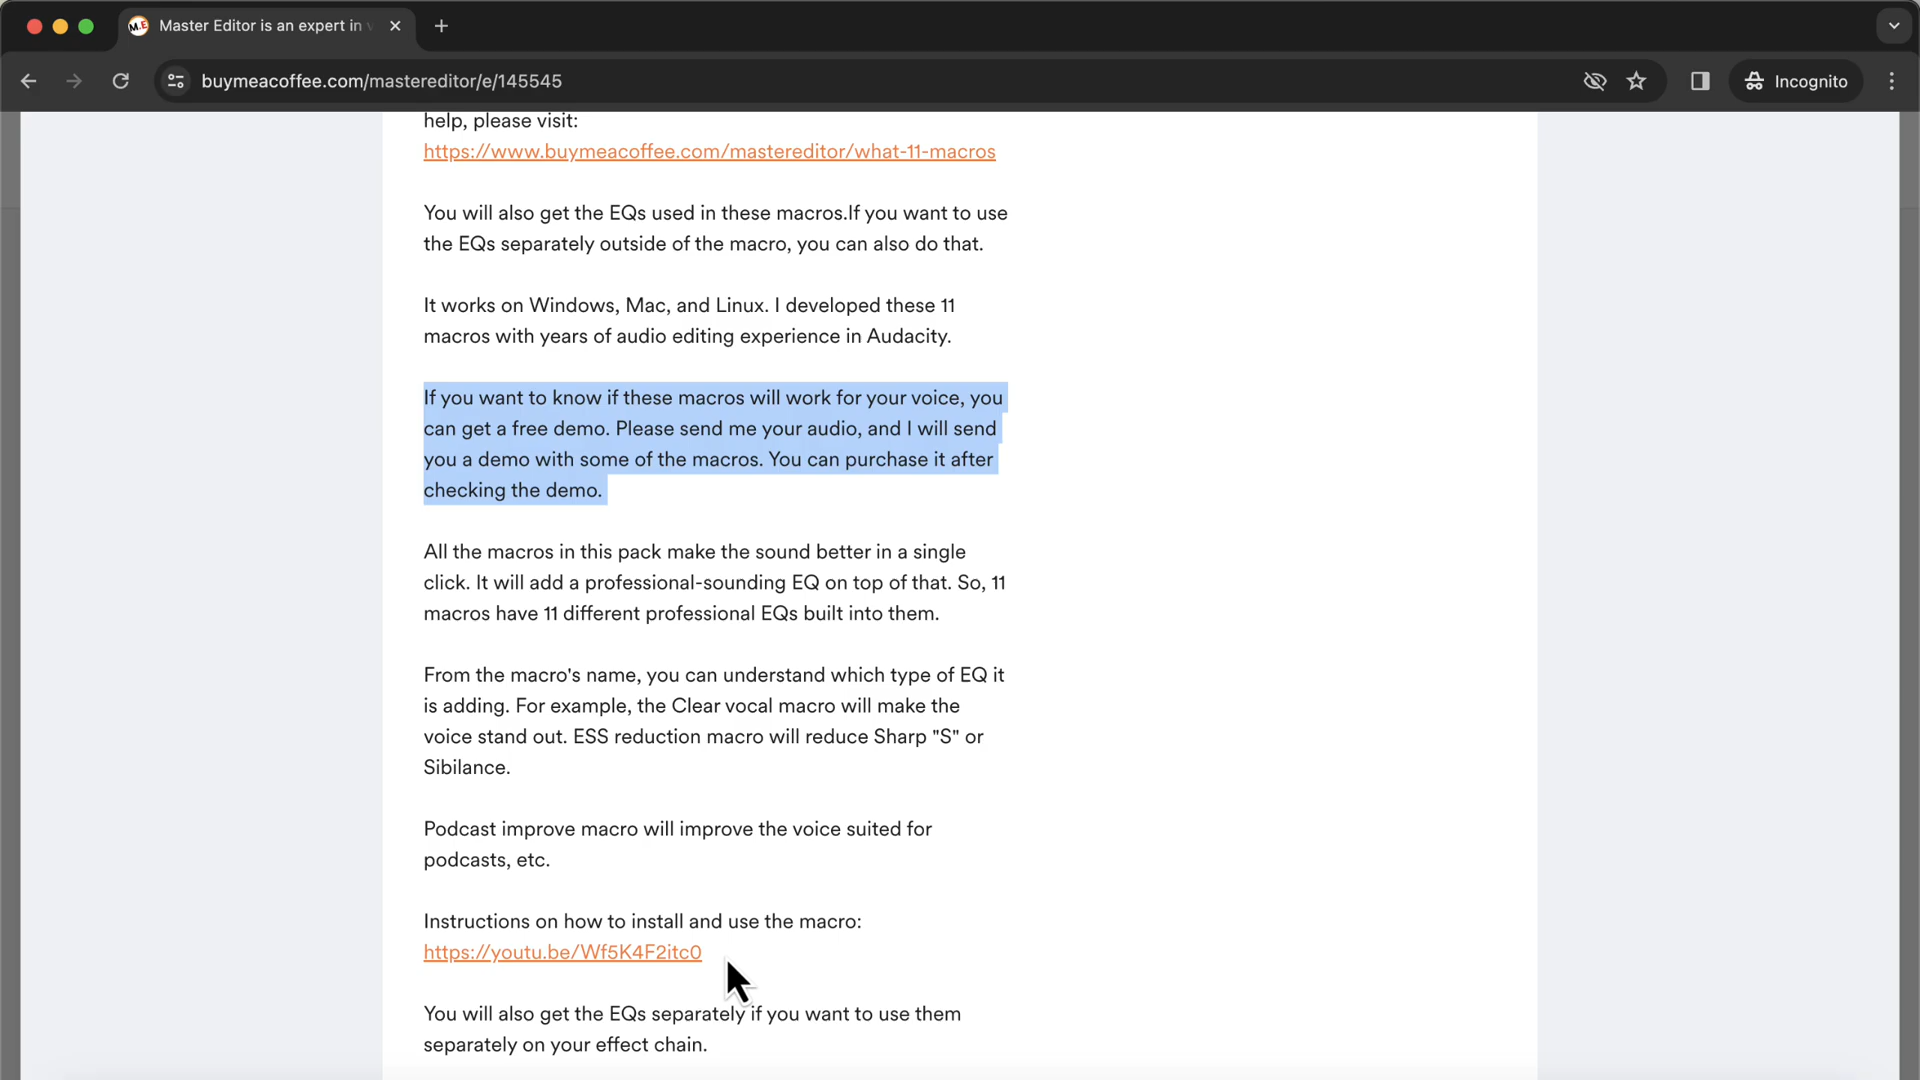 Master Editor is an expert in
buymeacoffee.com/mastereditor/e/145545
Incognito
help, please visit:
https://www.buymeacoffee.com/mastereditor/what-11-macros
You will also get the EQs used in these macros.If you want to use
the EQs separately outside of the macro, you can also do that.
It works on Windows, Mac, and Linux. I developed these 11
macros with years of audio editing experience in Audacity.
If you want to know if these macros will work for your voice, you
can get a free demo. Please send me your audio, and I will send
you a demo with some of the macros. You can purchase it after
checking the demo.
All the macros in this pack make the sound better in a single
click. It will add a professional-sounding EQ on top of that. So, 11
macros have 11 different professional EQs built into them.
From the macro's name, you can understand which type of EQ it
is adding. For example, the Clear vocal macro will make the
voice stand out. ESS reduction macro will reduce Sharp "S" or
Sibilance.
Podcast improve macro will improve the voice suited for
podcasts, etc.
Instructions on how to install and use the macro:
https://youtu.be/Wf5K4F2itc0
You will also get the EQs separately if you want to use them
separately on your effect chain.